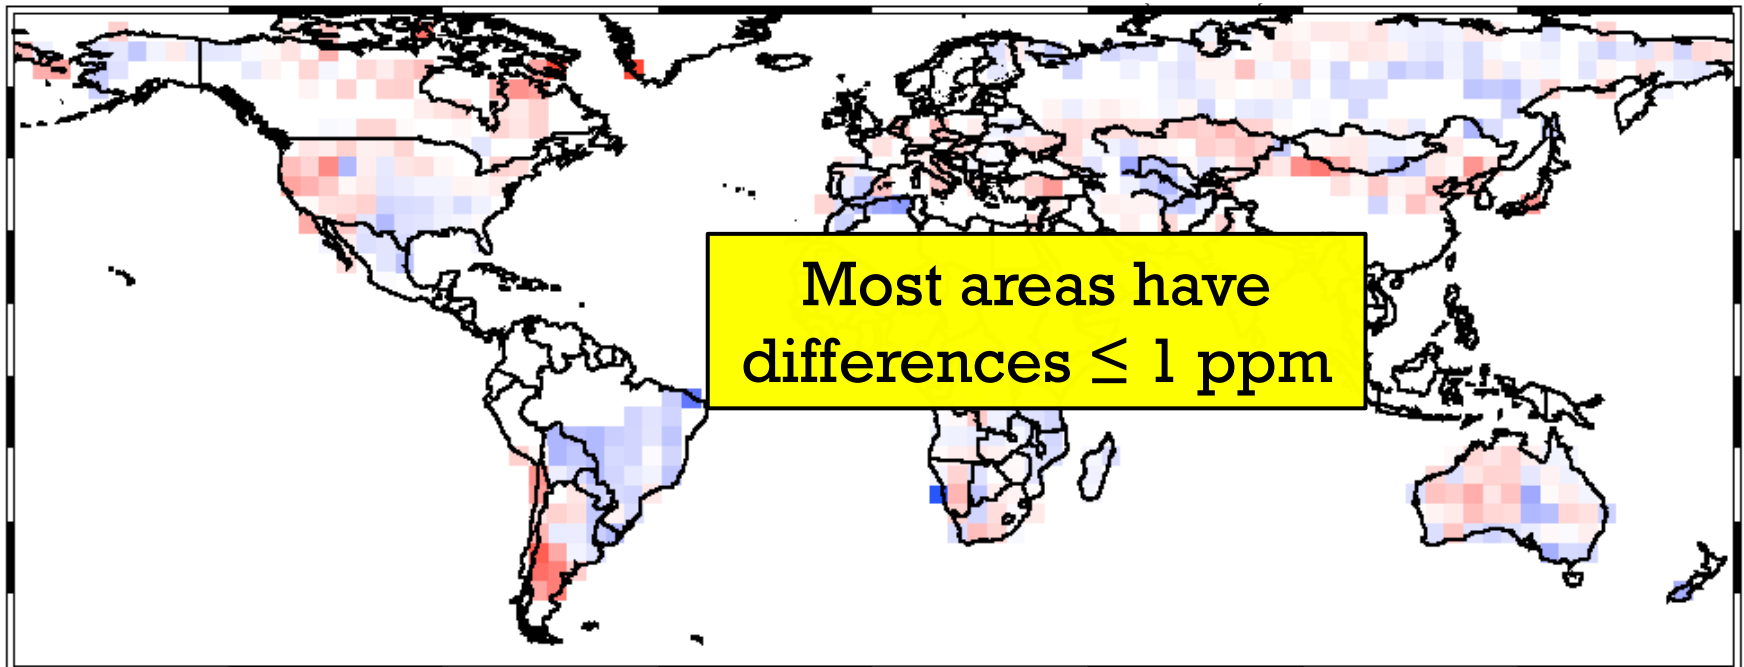 Most areas have
differences ≤ 1 ppm